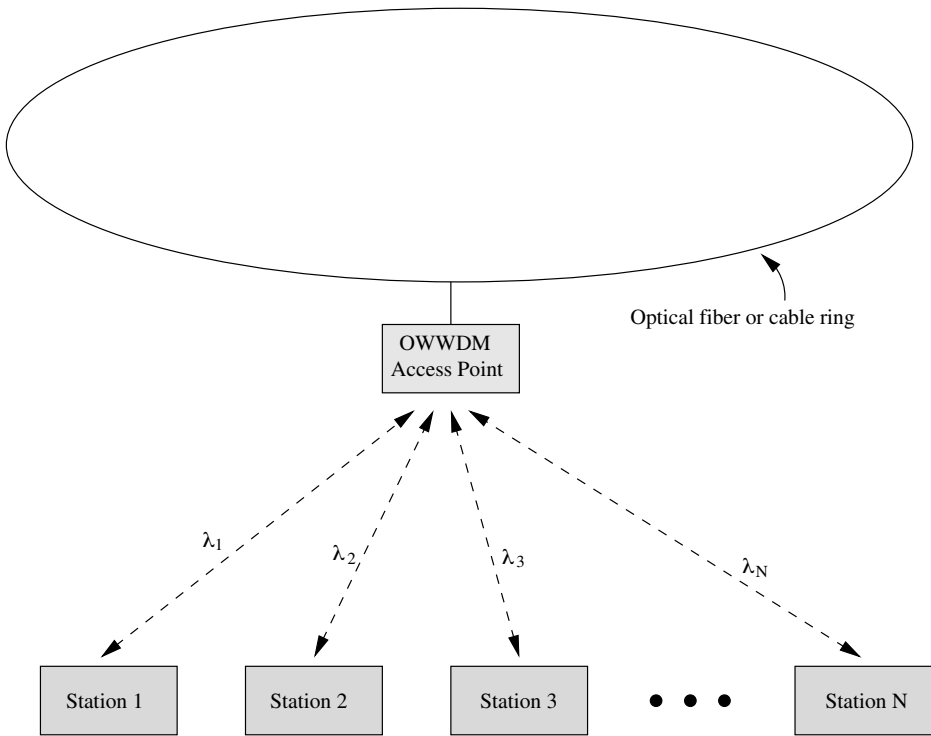 Optical fiber or cable ring
OWWDM
Access Point
λ1
λ2
λ3
λN
Station 1
Station 2
Station 3
Station N